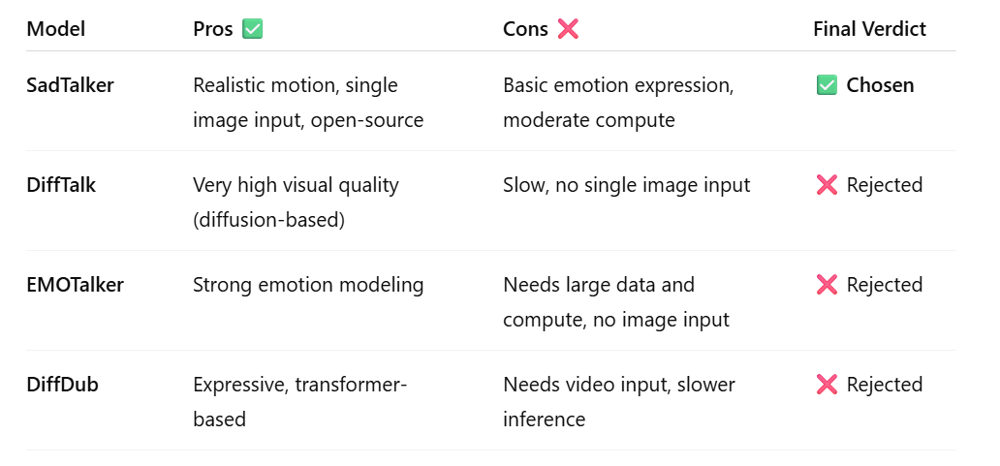 Model Pros ✅ Cons ❌ Final Verdict
SadTalker Realistic motion, single Basic emotion expression, ✅ Chosen
image input, open-source moderate compute
DiffTalk Very high visual quality Slow, no single image input ❌ Rejected
(diffusion-based)
EMOTalker Strong emotion modeling Needs large data and ❌ Rejected
compute, no image input
DiffDub Expressive, transformer- Needs video input, slower ❌ Rejected
based inference